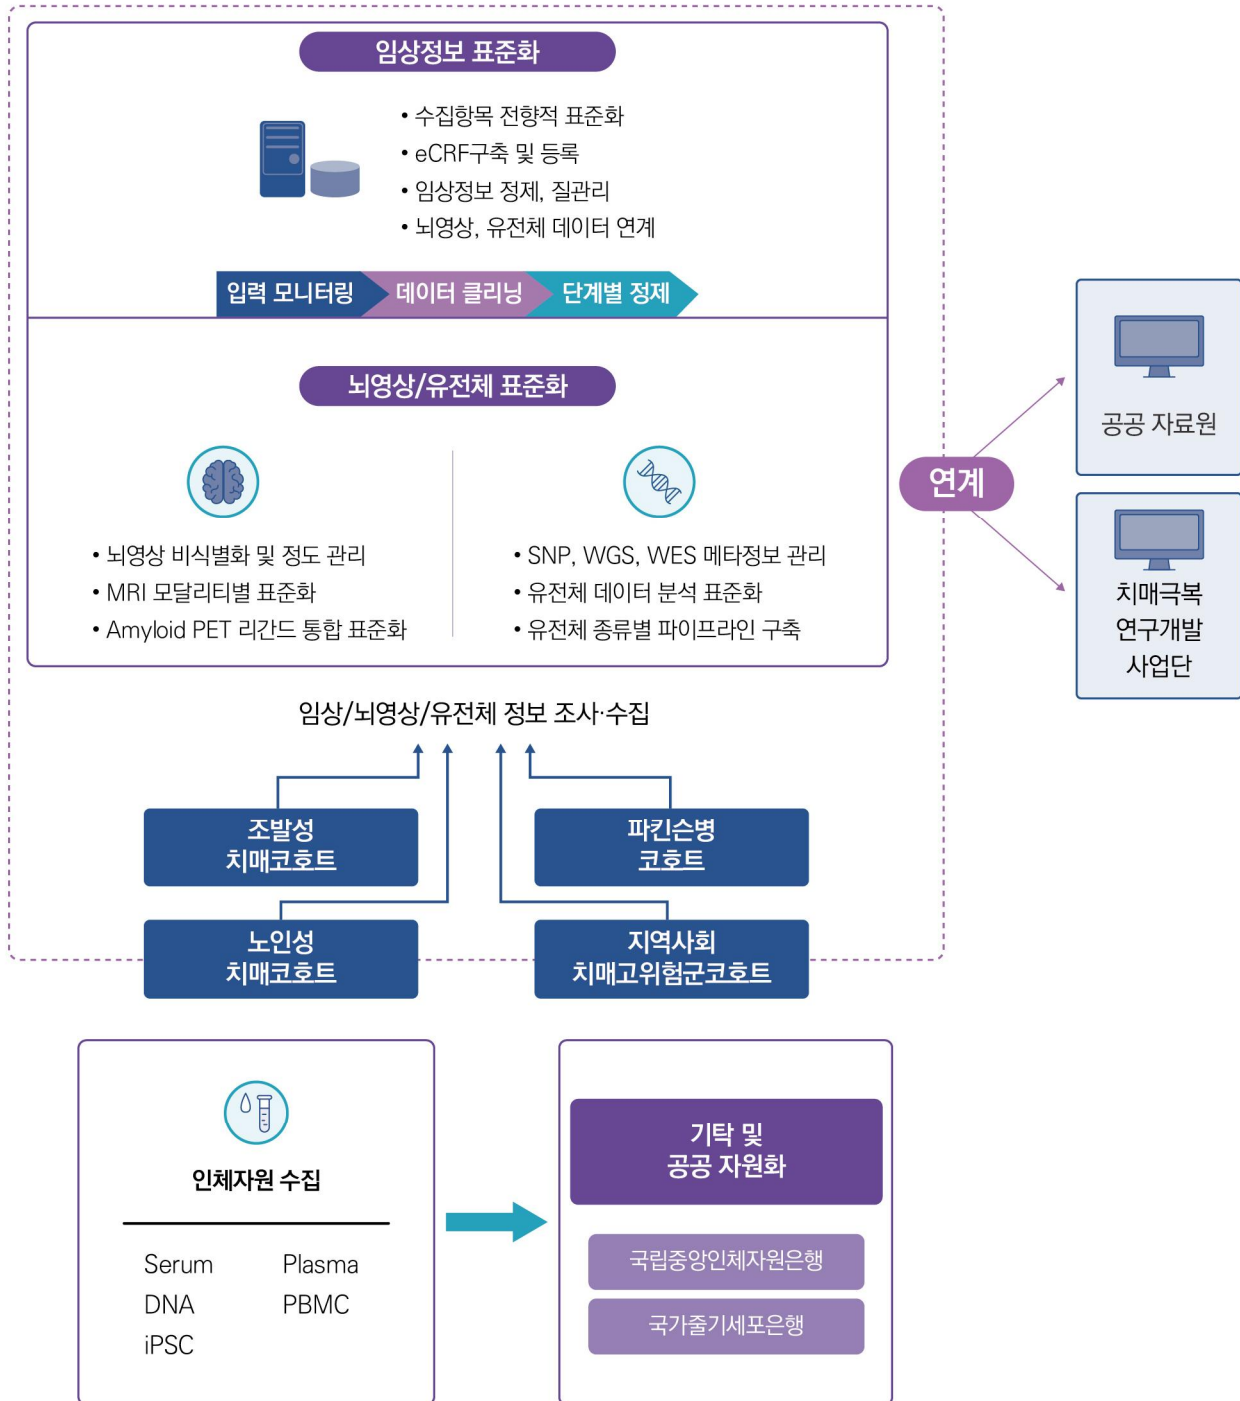 임상정보 표준화
• 수집항목 전향적 표준화
• eCRF구축 및 등록
• 임상정보 정제, 질관리
• 뇌영상, 유전체 데이터 연계
입력 모니터링
데이터 클리닝
단계별 정제
뇌영상/유전체 표준화
• 뇌영상 비식별화 및 정도 관리
• MRI 모달리티별 표준화
• Amyloid PET 리간드 통합 표준화
• SNP, WGS, WES 메타정보 관리
• 유전체 데이터 분석 표준화
• 유전체 종류별 파이프라인 구축
연계
공공 자료원
치매극복
연구개발
사업단
임상/뇌영상/유전체 정보 조사·수집
조발성
치매코호트
파킨슨병
코호트
노인성
치매코호트
지역사회
치매고위험군코호트
인체자원 수집
Serum
Plasma
DNA
PBMC
iPSC
기탁 및
공공 자원화
국립중앙인체자원은행
국가줄기세포은행